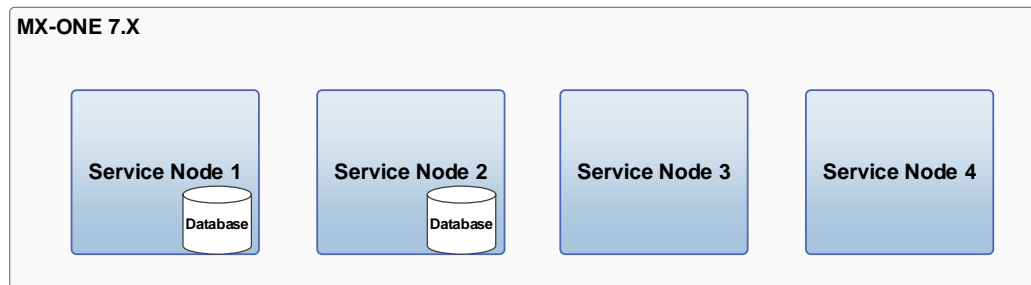 MX-ONE 7.X
Service Node 1
Service Node 2
Service Node 3
Service Node 4
Database
Database